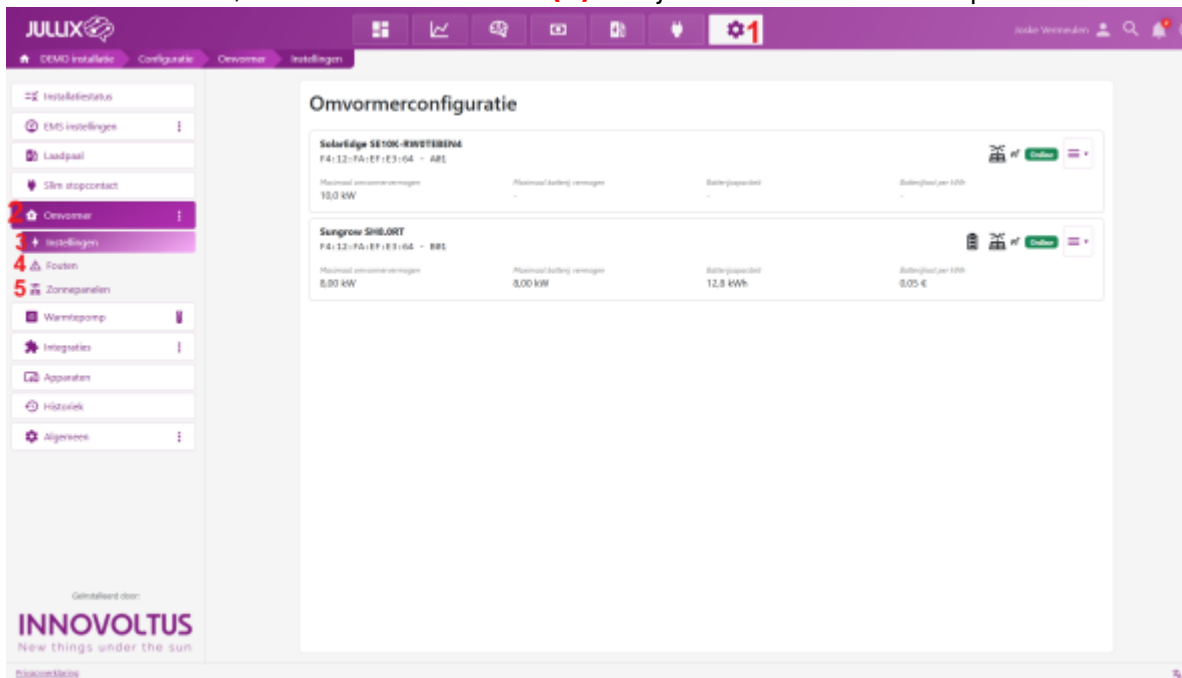 JULLIX
1
Joske Vermeulen
DEMO installatie
Configuratie
Omvormer
Instellingen
Installatiestatus
EMS instellingen
Laadpaal
Slim stopcontact
2 Omvormer
3 Instellingen
4 Fouten
5 Zonnepanelen
Warmtepomp
Integraties
Apparaten
Historiek
Algemeen
Omvormerconfiguratie
SolarEdge SE10K-RW0TEBEN4
F4:12:FA:EF:E3:64 - A01
Online
Maximaal omvormervermogen
Maximaal batterij vermogen
Batterijcapaciteit
Batterijkost per kWh
10,0 kW
-
-
-
Sungrow SH8.0RT
F4:12:FA:EF:E3:64 - B01
Online
Maximaal omvormervermogen
Maximaal batterij vermogen
Batterijcapaciteit
Batterijkost per kWh
8,00 kW
8,00 kW
12,8 kWh
0,05 €
Geïnstalleerd door:
INNOVOLTUS
New things under the sun
Privacyverklaring